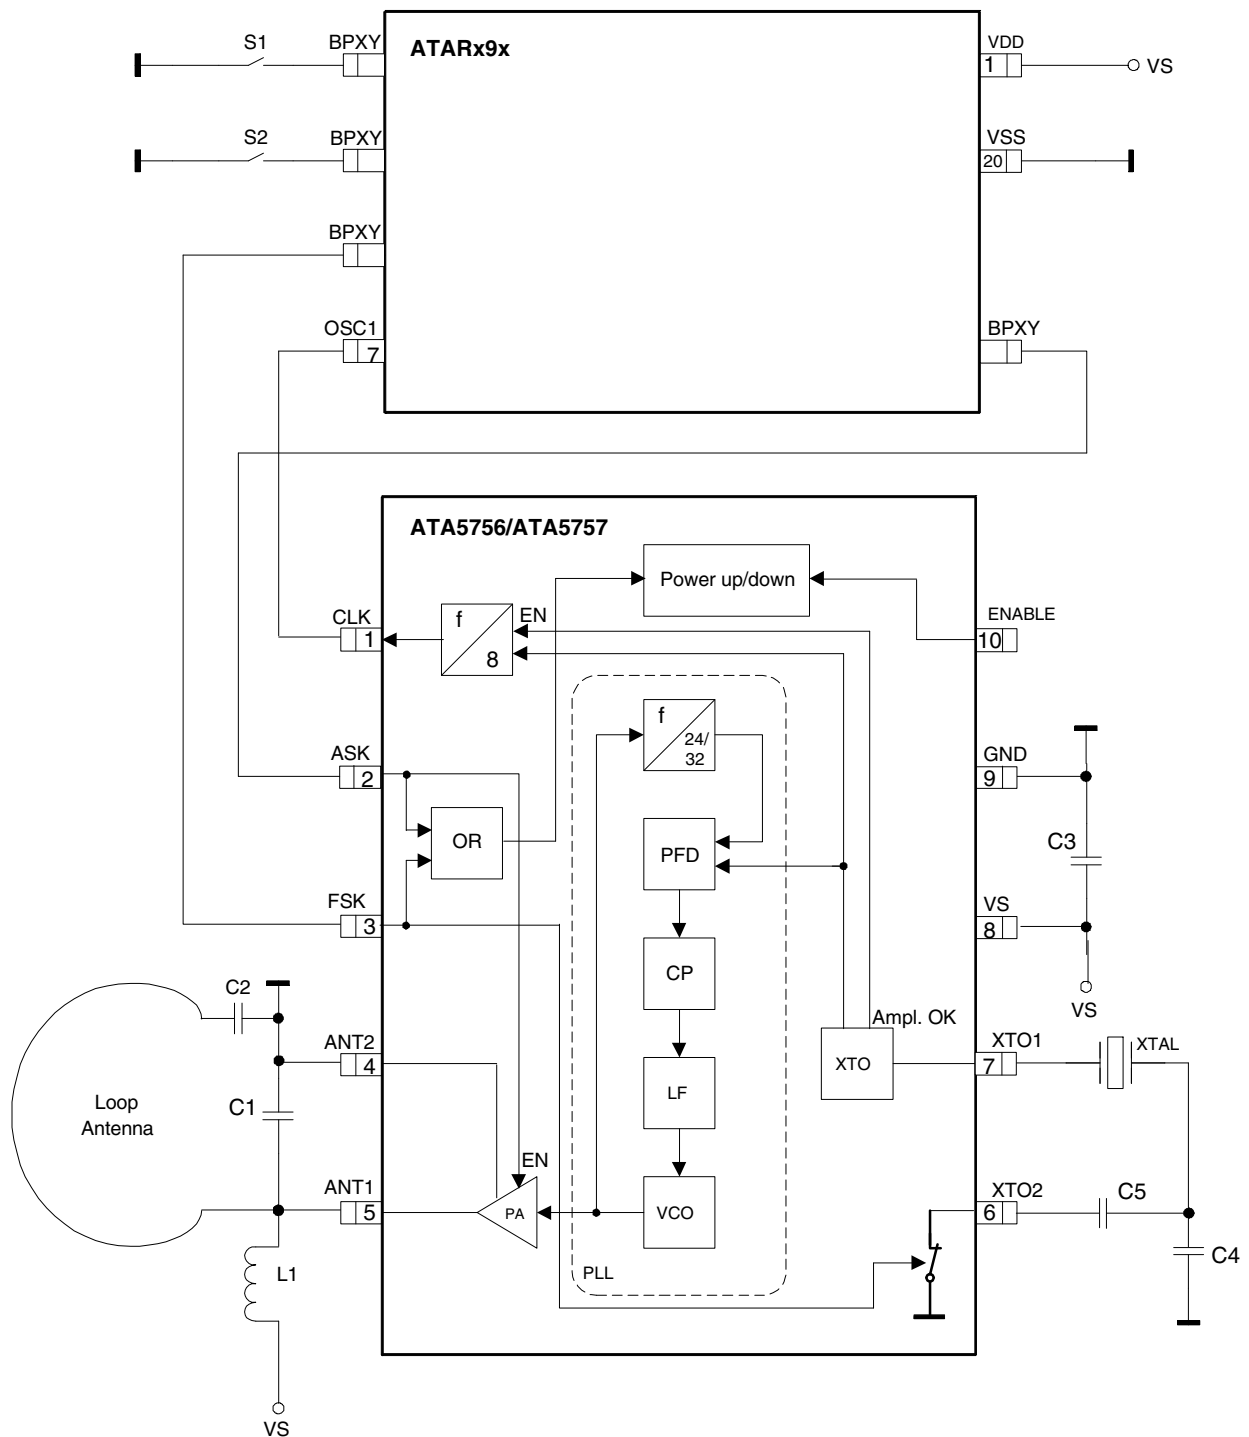 S1
BPXY
ATARx9x
VDD
1
VS
S2
BPXY
VSS
20
BPXY
OSC1
7
BPXY
ATA5756/ATA5757
Power up/down
CLK
1
f
8
EN
ENABLE
10
f
24/
32
ASK
2
GND
9
OR
PFD
C3
FSK
3
VS
8
CP
C2
VS
Ampl. OK
ANT2
4
XTO
XTO1
7
XTAL
Loop
Antenna
C1
LF
EN
ANT1
5
PA
VCO
XTO2
6
C5
L1
PLL
C4
VS